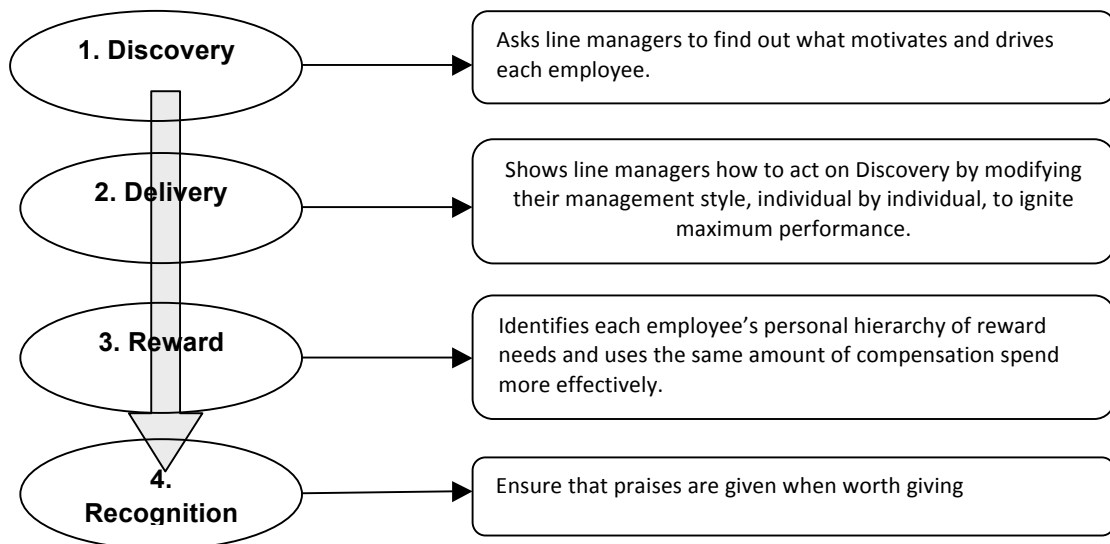 1. Discovery
Asks line managers to find out what motivates and drives
each employee.
2. Delivery
Shows line managers how to act on Discovery by modifying
their management style, individual by individual, to ignite
maximum performance.
3. Reward
Identifies each employee’s personal hierarchy of reward
needs and uses the same amount of compensation spend
more effectively.
4.
Recognition
Ensure that praises are given when worth giving